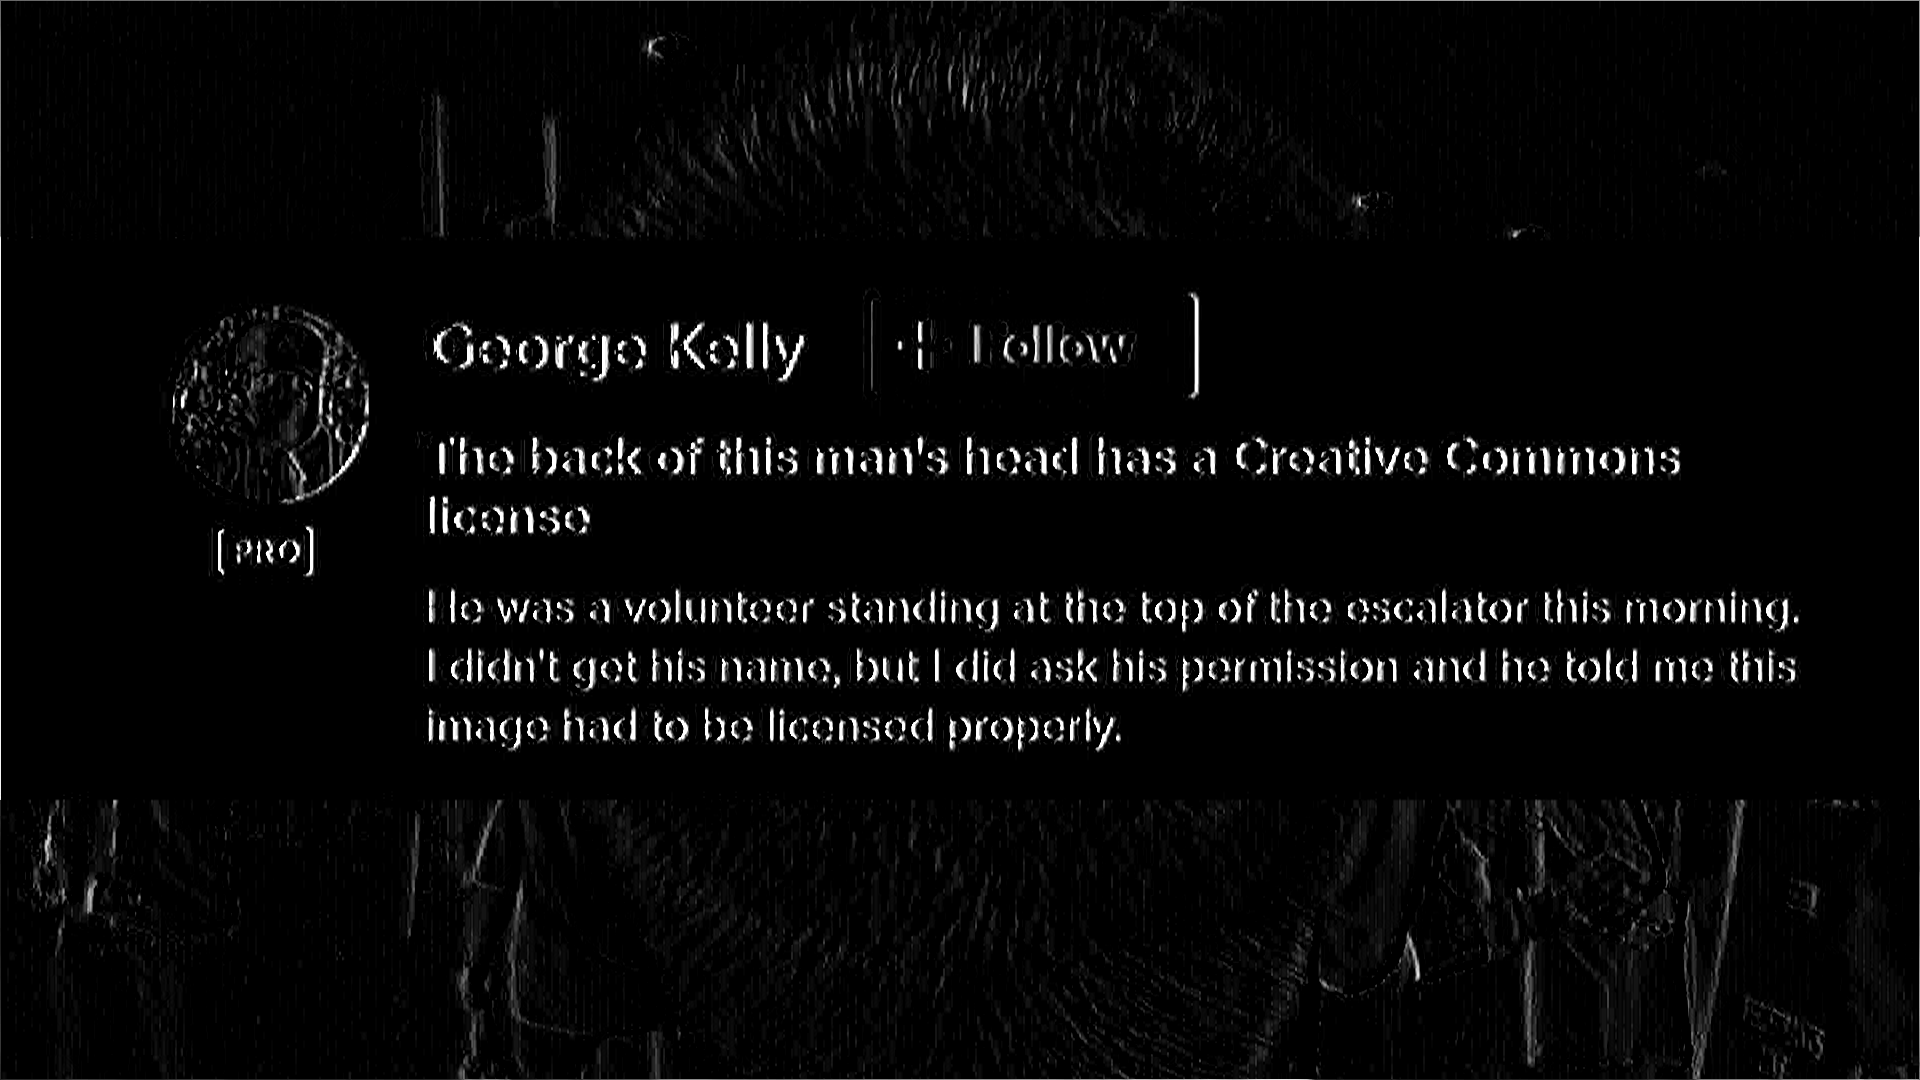 George Kelly
+ Follow
PRO
The back of this man's head has a Creative Commons
license
He was a volunteer standing at the top of the escalator this morning.
I didn't get his name, but I did ask his permission and he told me this
image had to be licensed properly.